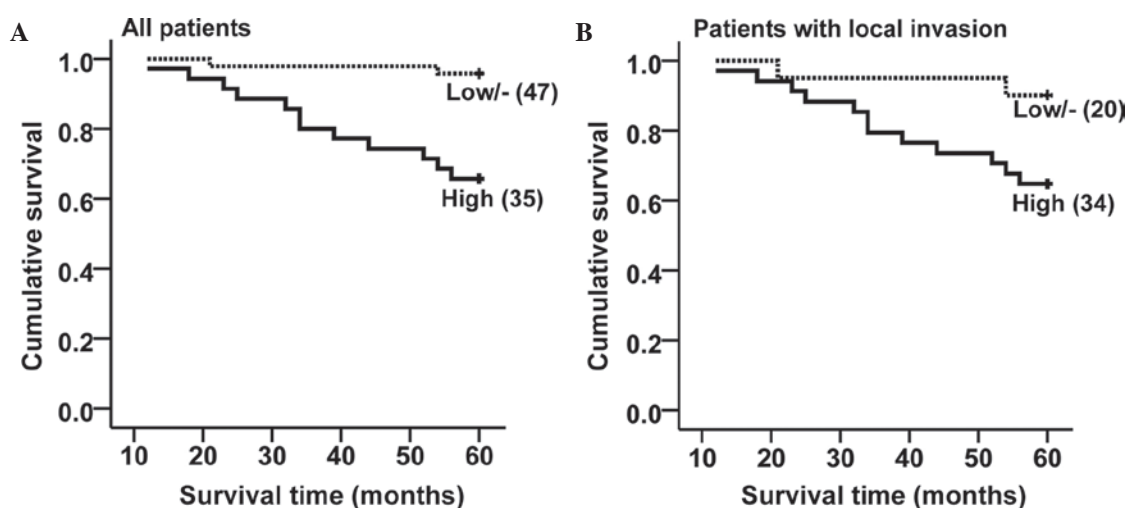 A
All patients
Cumulative survival
1.0
0.8
0.6
0.4
0.2
0.0
Low/- (47)
High (35)
10 20 30 40 50 60
Survival time (months)
B
Patients with local invasion
Cumulative survival
1.0
0.8
0.6
0.4
0.2
0.0
Low/- (20)
High (34)
10 20 30 40 50 60
Survival time (months)